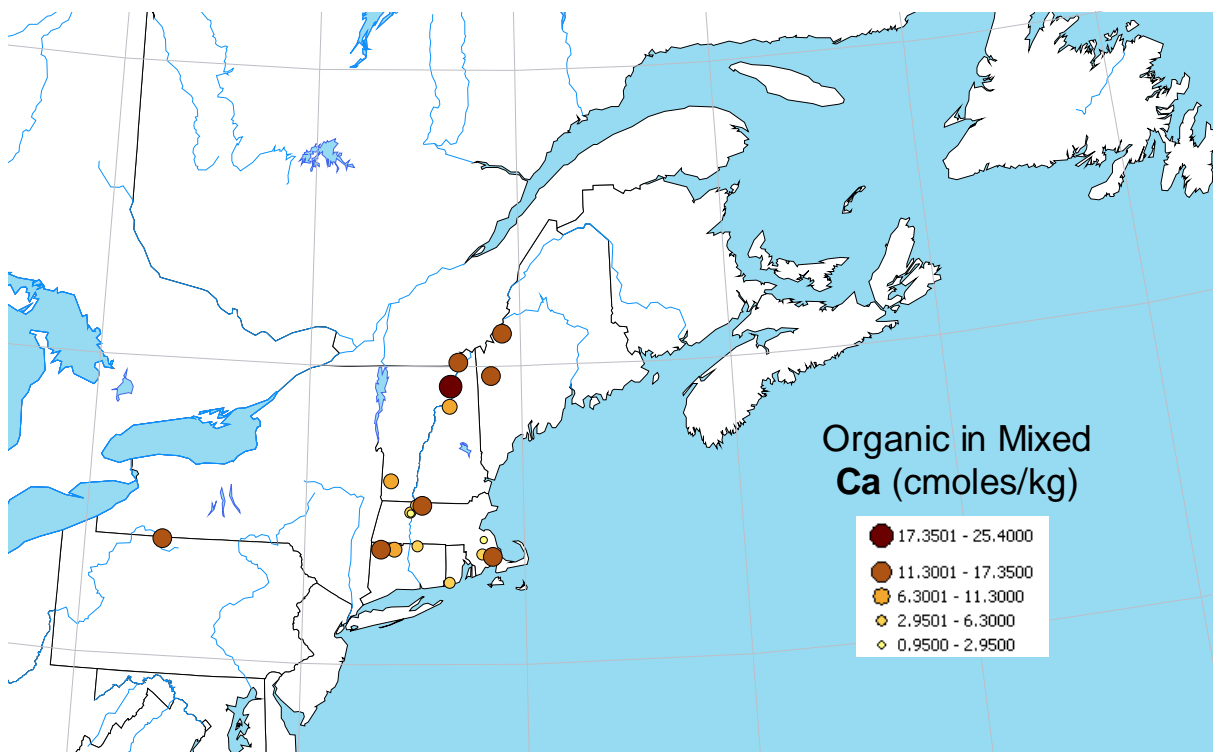 Organic in Mixed
Ca (cmoles/kg)
17.3501 - 25.4000
11.3001 - 17.3500
6.3001 - 11.3000
2.9501 - 6.3000
0.9500 - 2.9500